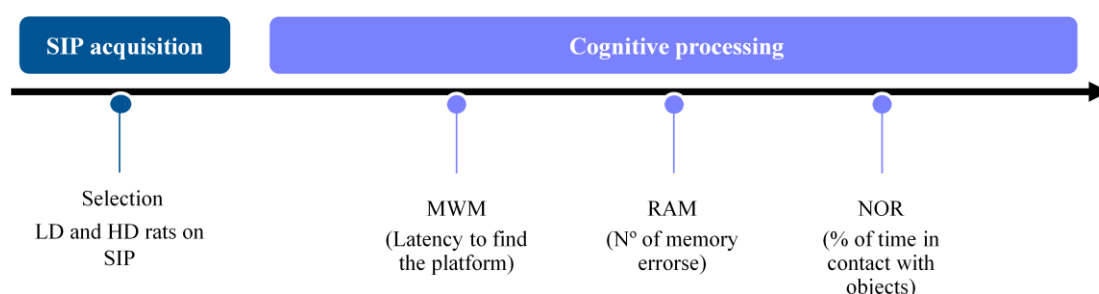 SIP acquisition
Cognitive processing
Selection
LD and HD rats on
SIP
MWM
(Latency to find
the platform)
RAM
(Nº of memory
errorse)
NOR
(% of time in
contact with
objects)